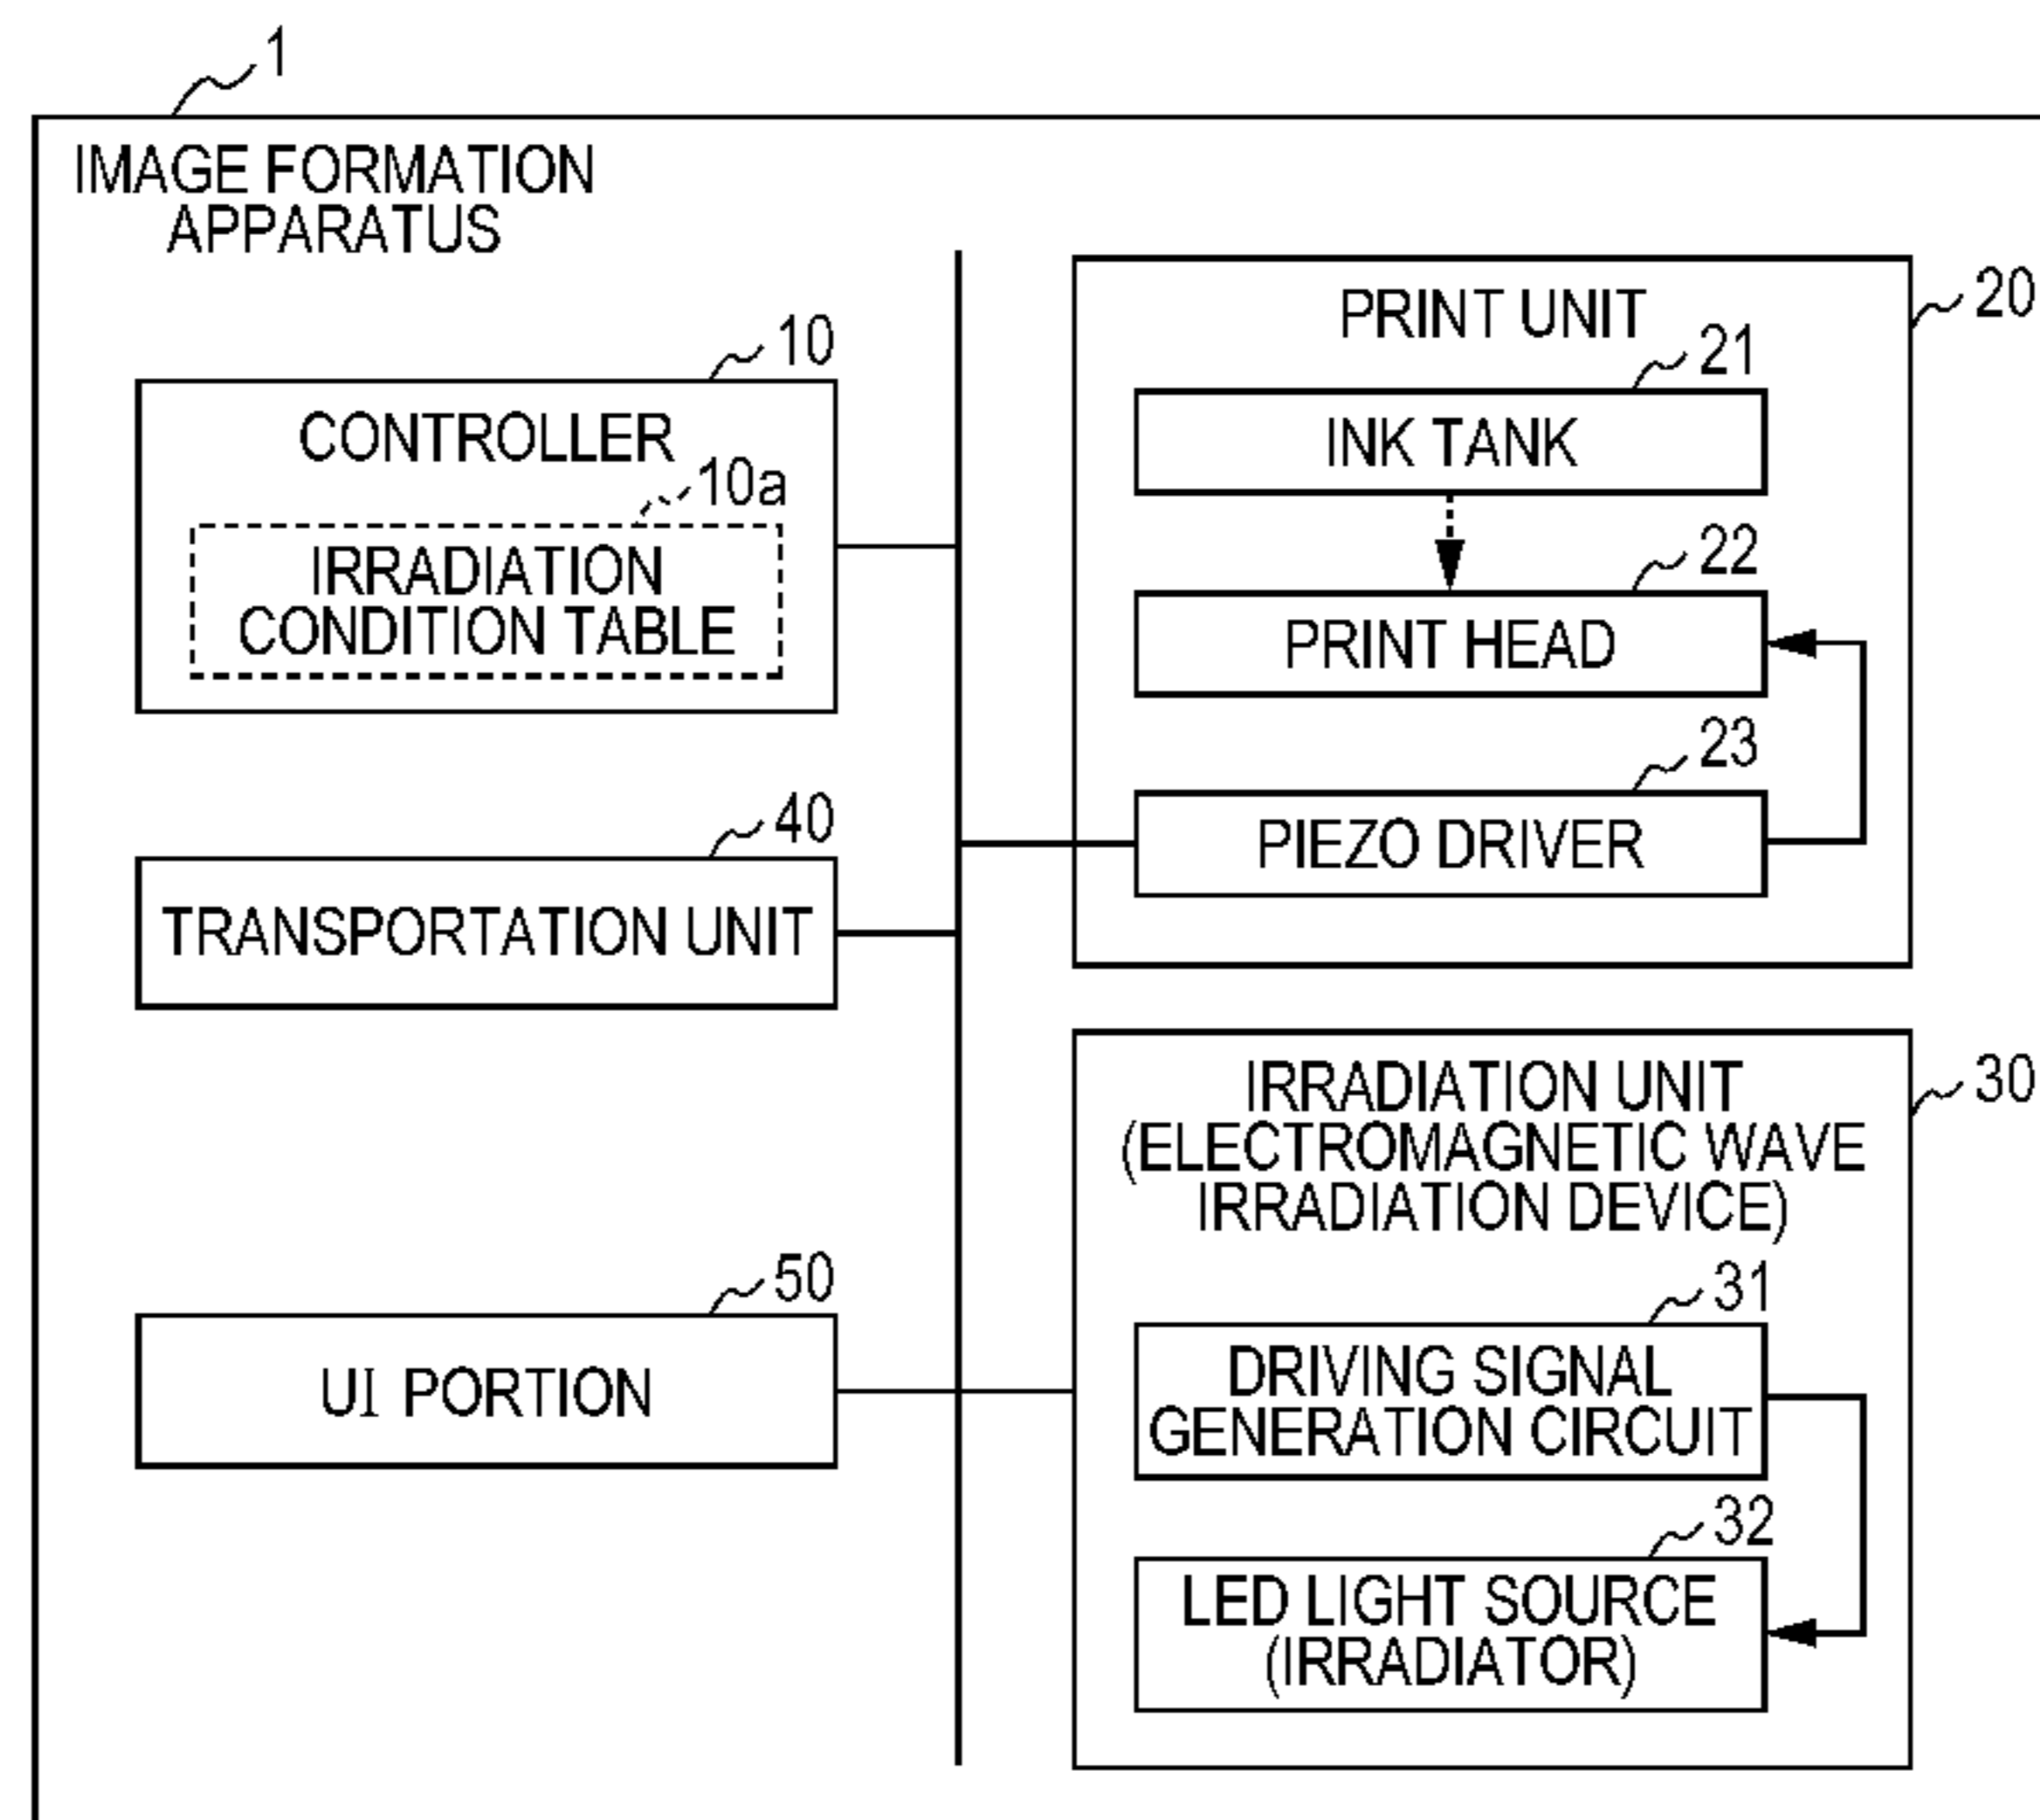 1
IMAGE FORMATION
APPARATUS
10
CONTROLLER
10a
IRRADIATION
CONDITION TABLE
40
TRANSPORTATION UNIT
50
UI PORTION
20
PRINT UNIT
21
INK TANK
22
PRINT HEAD
23
PIEZO DRIVER
30
IRRADIATION UNIT
(ELECTROMAGNETIC WAVE
IRRADIATION DEVICE)
31
DRIVING SIGNAL
GENERATION CIRCUIT
32
LED LIGHT SOURCE
(IRRADIATOR)